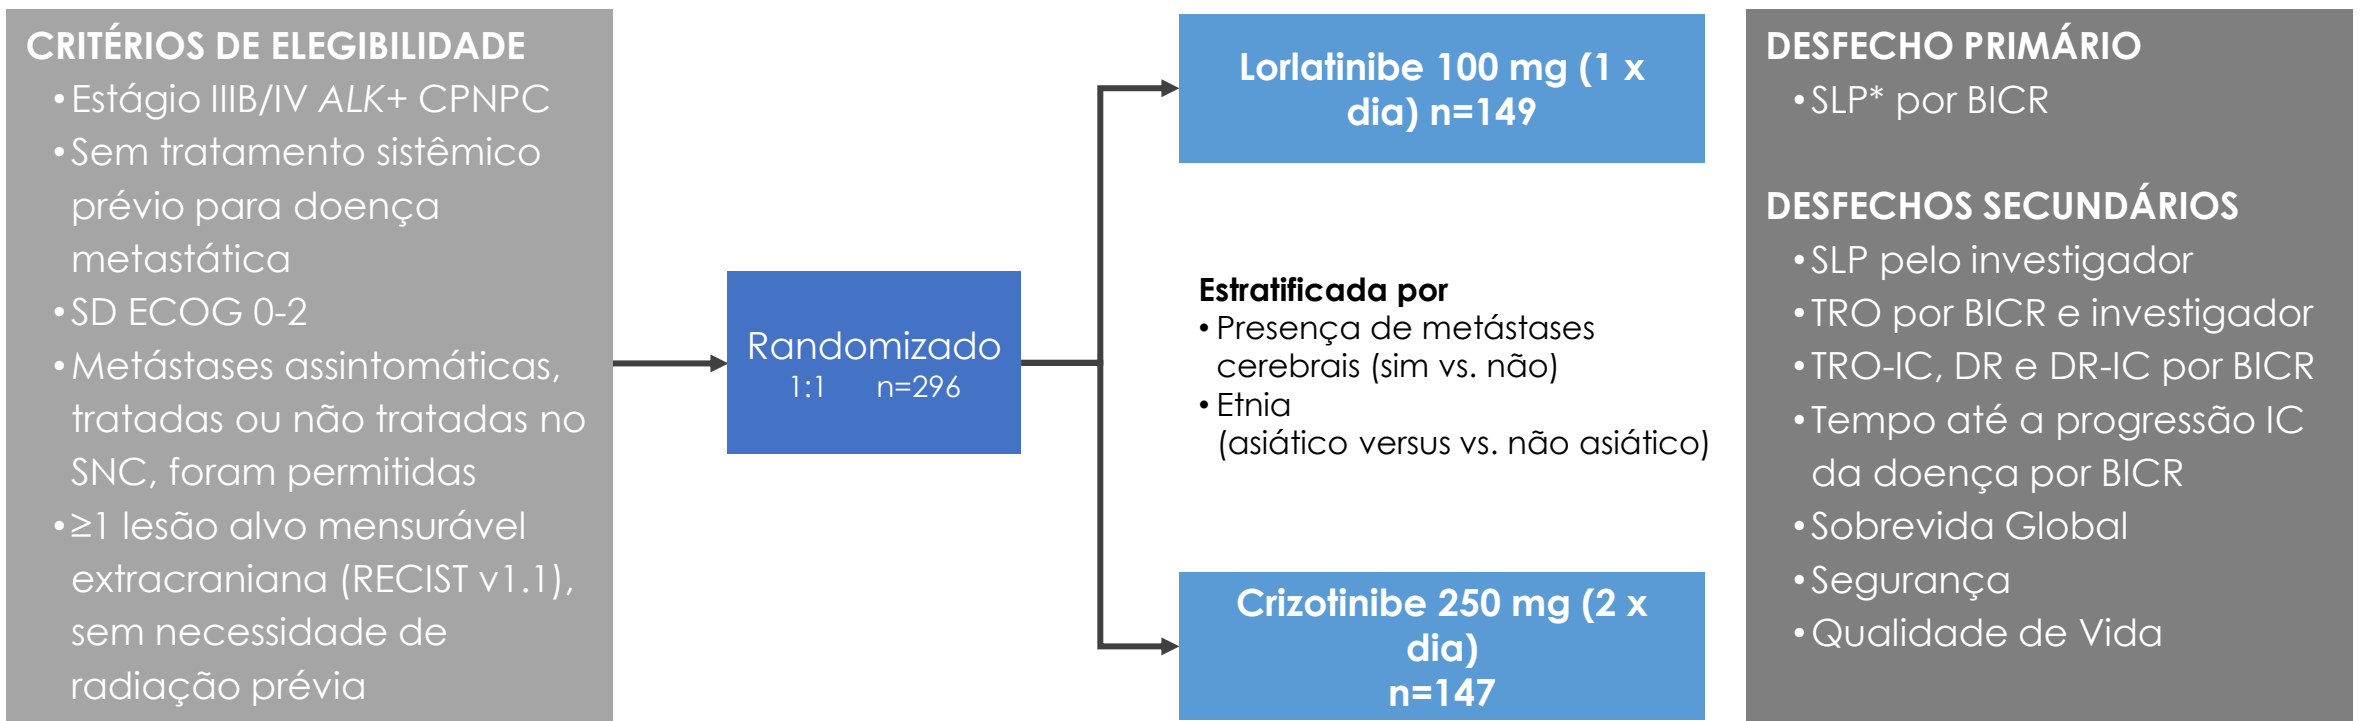 CRITÉRIOS DE ELEGIBILIDADE
• Estágio IIIB/IV ALK+ CPNPC
• Sem tratamento sistêmico
prévio para doença
metastática
• SD ECOG 0-2
• Metástases assintomáticas,
tratadas ou não tratadas no
SNC, foram permitidas
• ≥1 lesão alvo mensurável
extracraniana (RECIST v1.1),
sem necessidade de
radiação prévia
Randomizado
1:1 n=296
Lorlatinibe 100 mg (1 x
dia) n=149
Estratificada por
• Presença de metástases
cerebrais (sim vs. não)
• Etnia
(asiático versus vs. não asiático)
Crizotinibe 250 mg (2 x
dia)
n=147
DESFECHO PRIMÁRIO
• SLP* por BICR
DESFECHOS SECUNDÁRIOS
• SLP pelo investigador
• TRO por BICR e investigador
• TRO-IC, DR e DR-IC por BICR
• Tempo até a progressão IC
da doença por BICR
• Sobrevida Global
• Segurança
• Qualidade de Vida